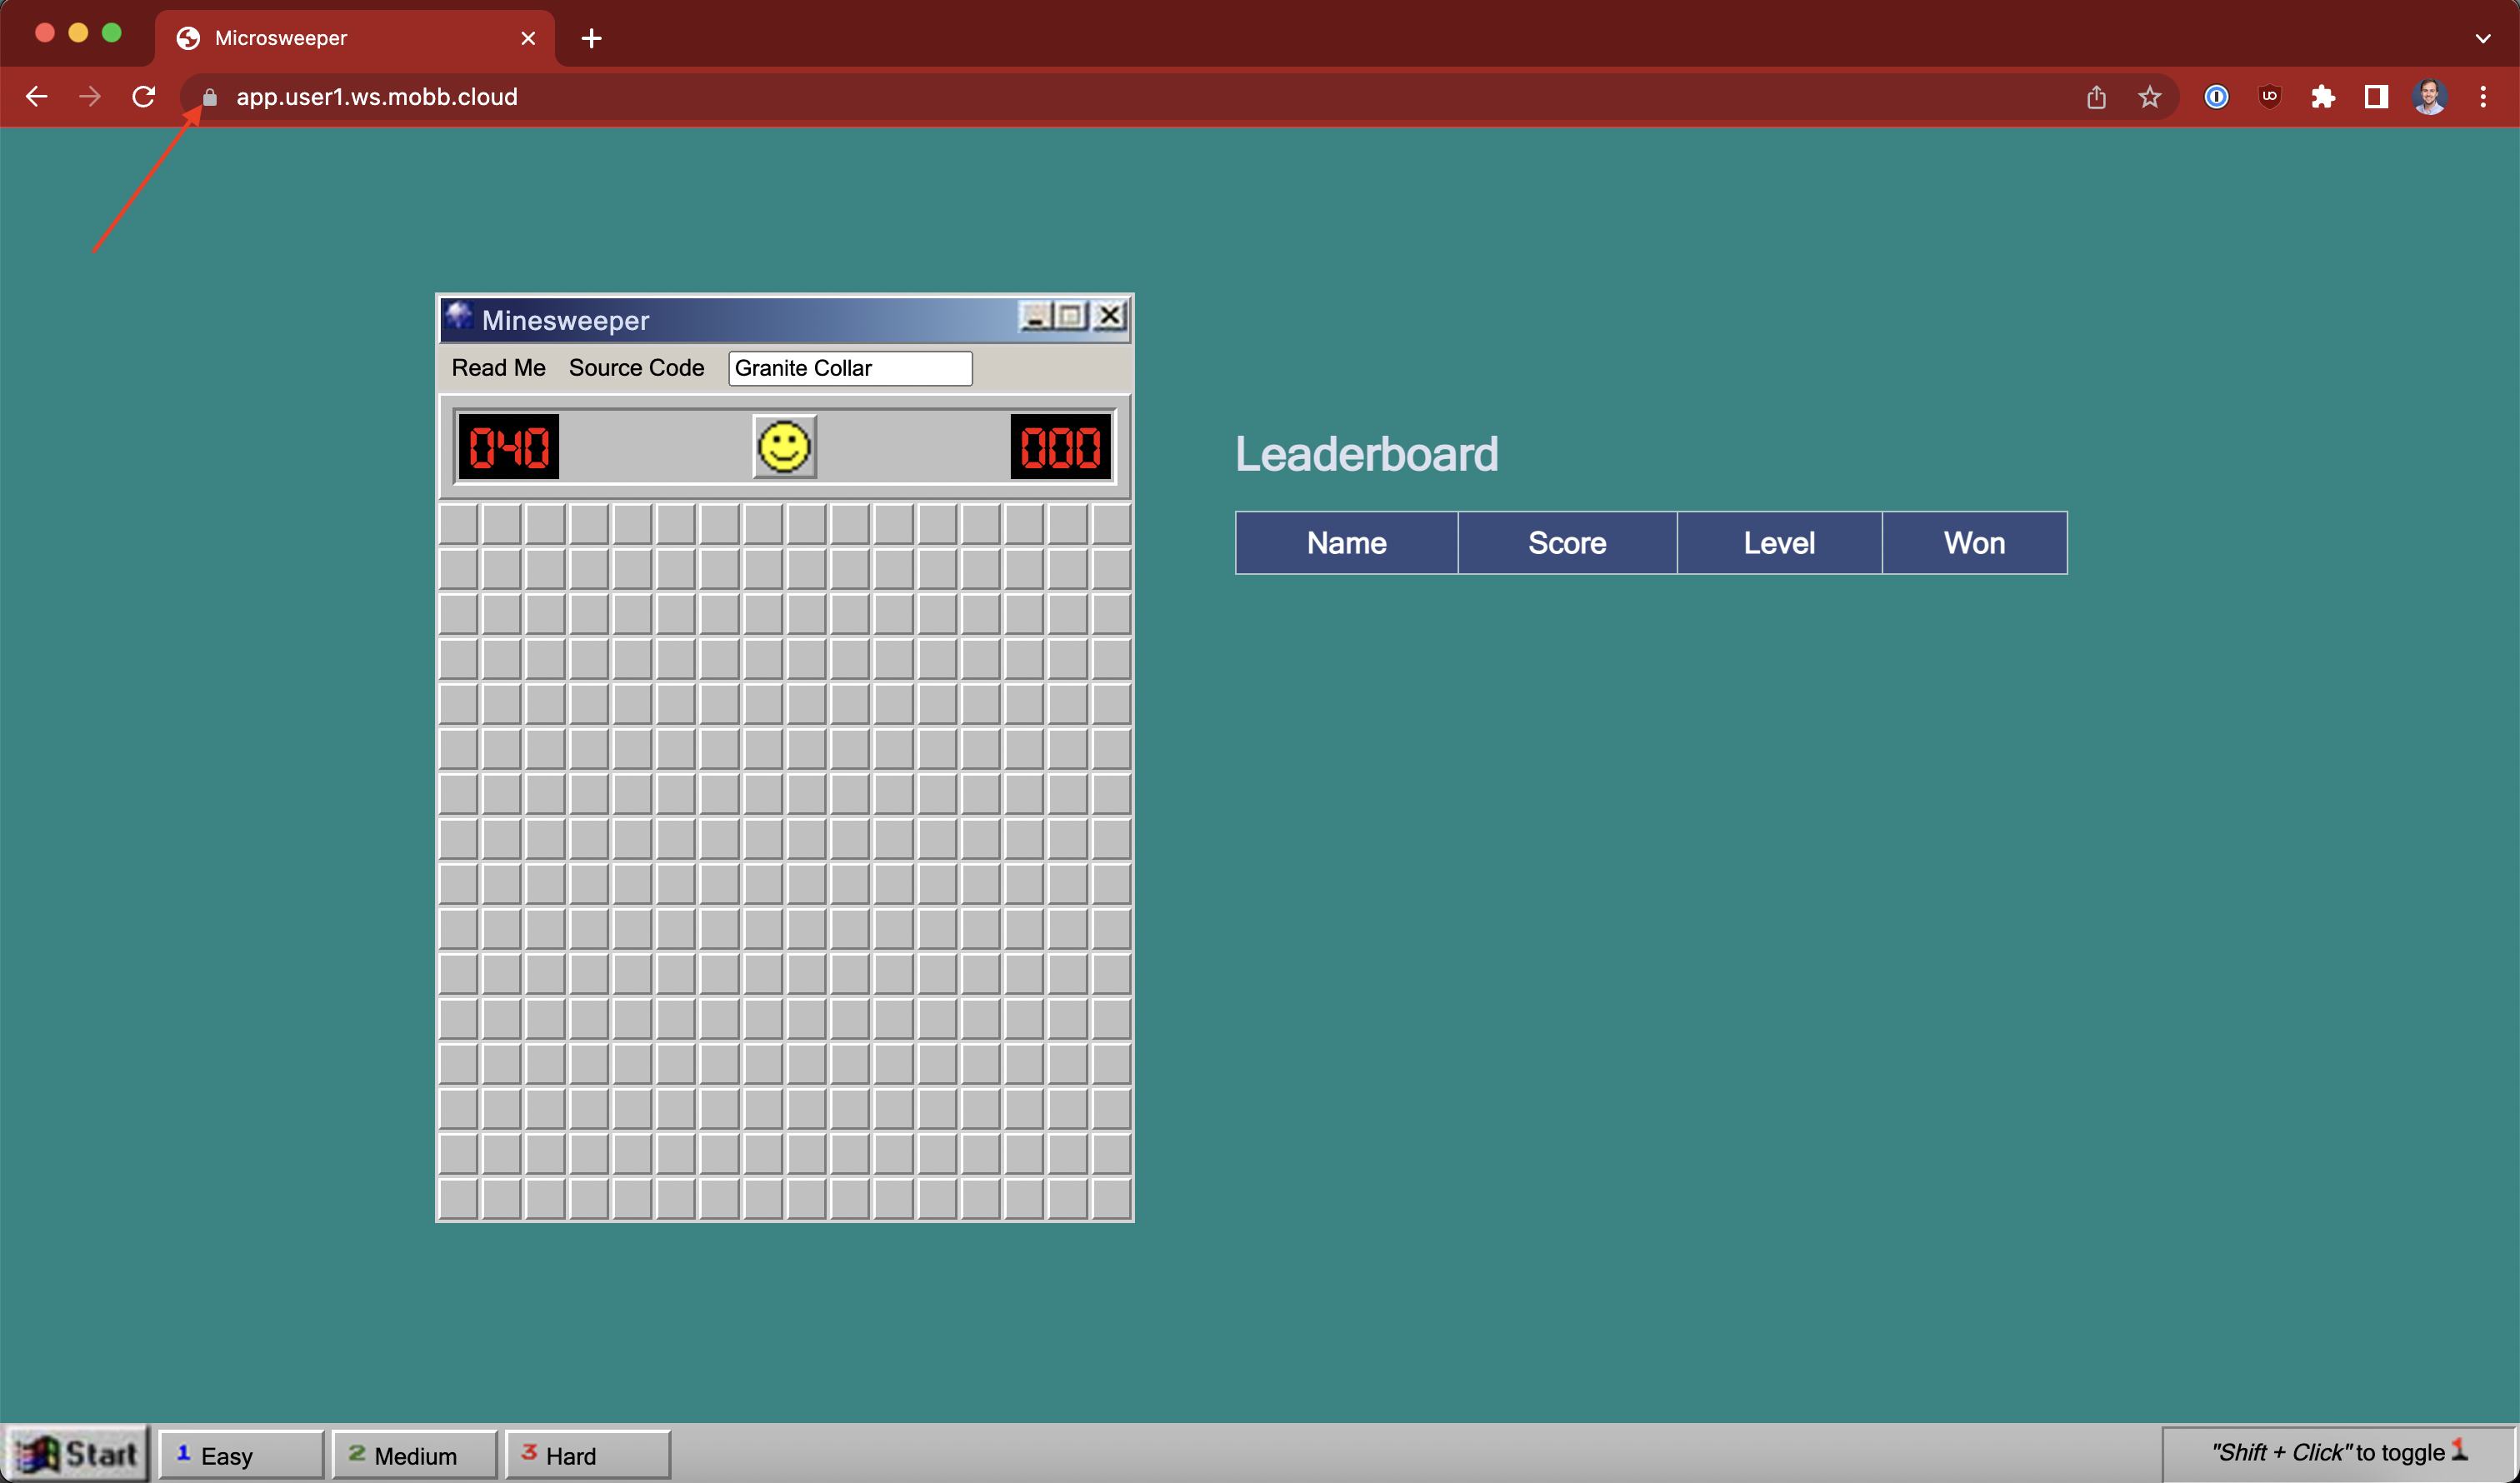 Microsweeper
app.user1.ws.mobb.cloud
Minesweeper
Read Me Source Code Granite Collar
040 000
Leaderboard
Name Score Level Won
Start 1 Easy 2 Medium 3 Hard "Shift + Click" to toggle